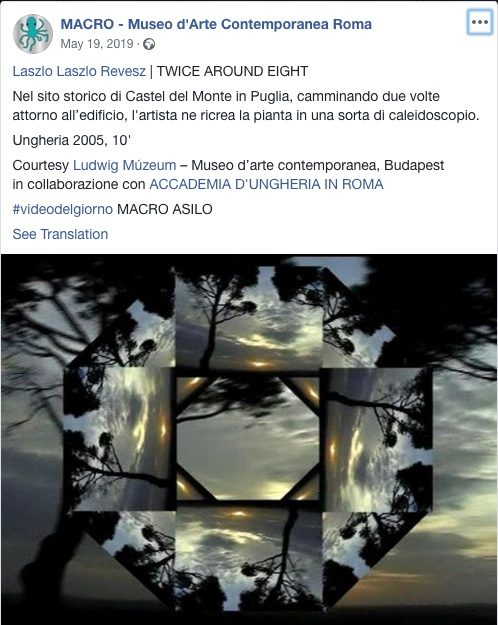 MACRO - Museo d'Arte Contemporanea Roma
May 19, 2019 ·
Laszlo Laszlo Revesz | TWICE AROUND EIGHT
Nel sito storico di Castel del Monte in Puglia, camminando due volte
attorno all'edificio, l'artista ne ricrea la pianta in una sorta di caleidoscopio.
Ungheria 2005, 10'
Courtesy Ludwig Múzeum – Museo d'arte contemporanea, Budapest
in collaborazione con ACCADEMIA D'UNGHERIA IN ROMA
#videodelgiorno MACRO ASILO
See Translation